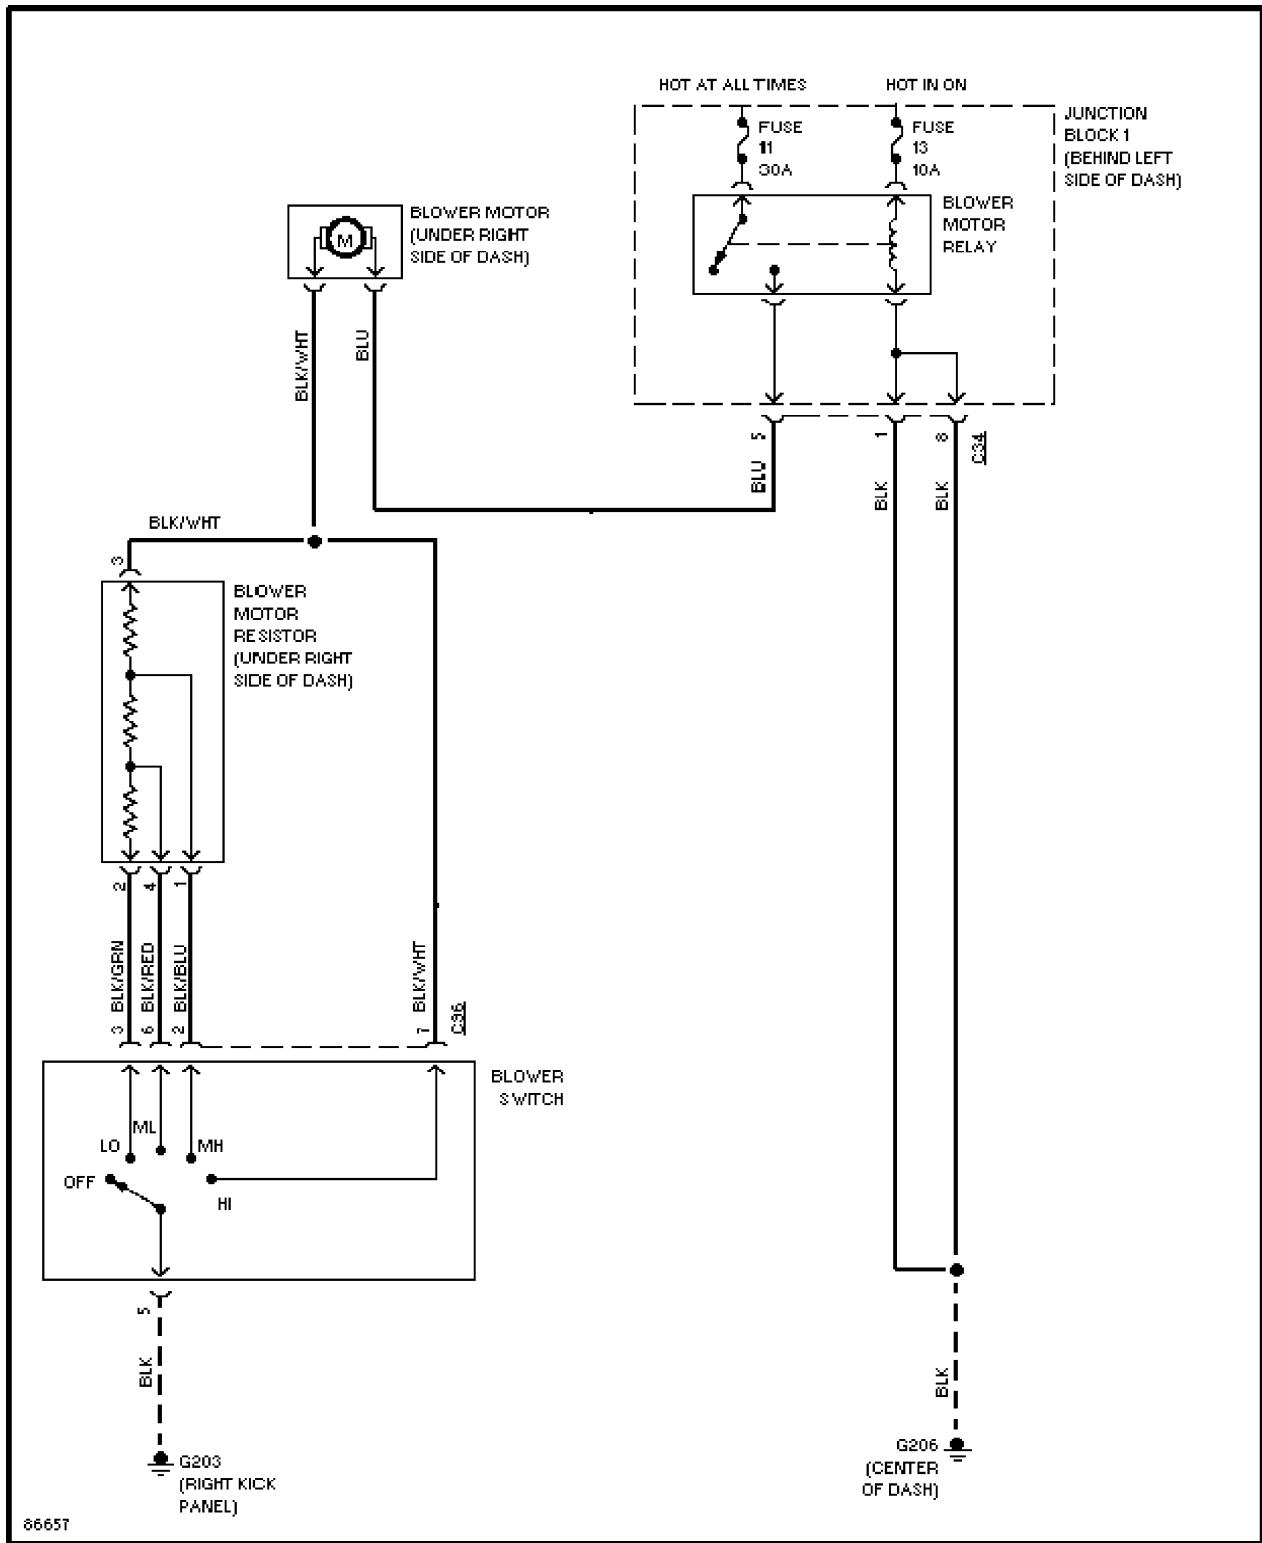 HOT AT ALL TIMES
HOT IN ON
FUSE
11
30A
FUSE
13
10A
JUNCTION
BLOCK 1
(BEHIND LEFT
SIDE OF DASH)
BLOWER
MOTOR
RELAY
M
BLOWER MOTOR
(UNDER RIGHT
SIDE OF DASH)
BLK/WHT
BLU
5
1
8
C34
BLU
BLK
BLK
BLK/WHT
3
BLOWER
MOTOR
RESISTOR
(UNDER RIGHT
SIDE OF DASH)
2
4
1
BLK/GRN
BLK/RED
BLK/BLU
BLK/WHT
3
6
2
7
C36
BLOWER
SWITCH
LO
ML
MH
OFF
HI
5
BLK
BLK
G203
(RIGHT KICK
PANEL)
G206
(CENTER
OF DASH)
86657